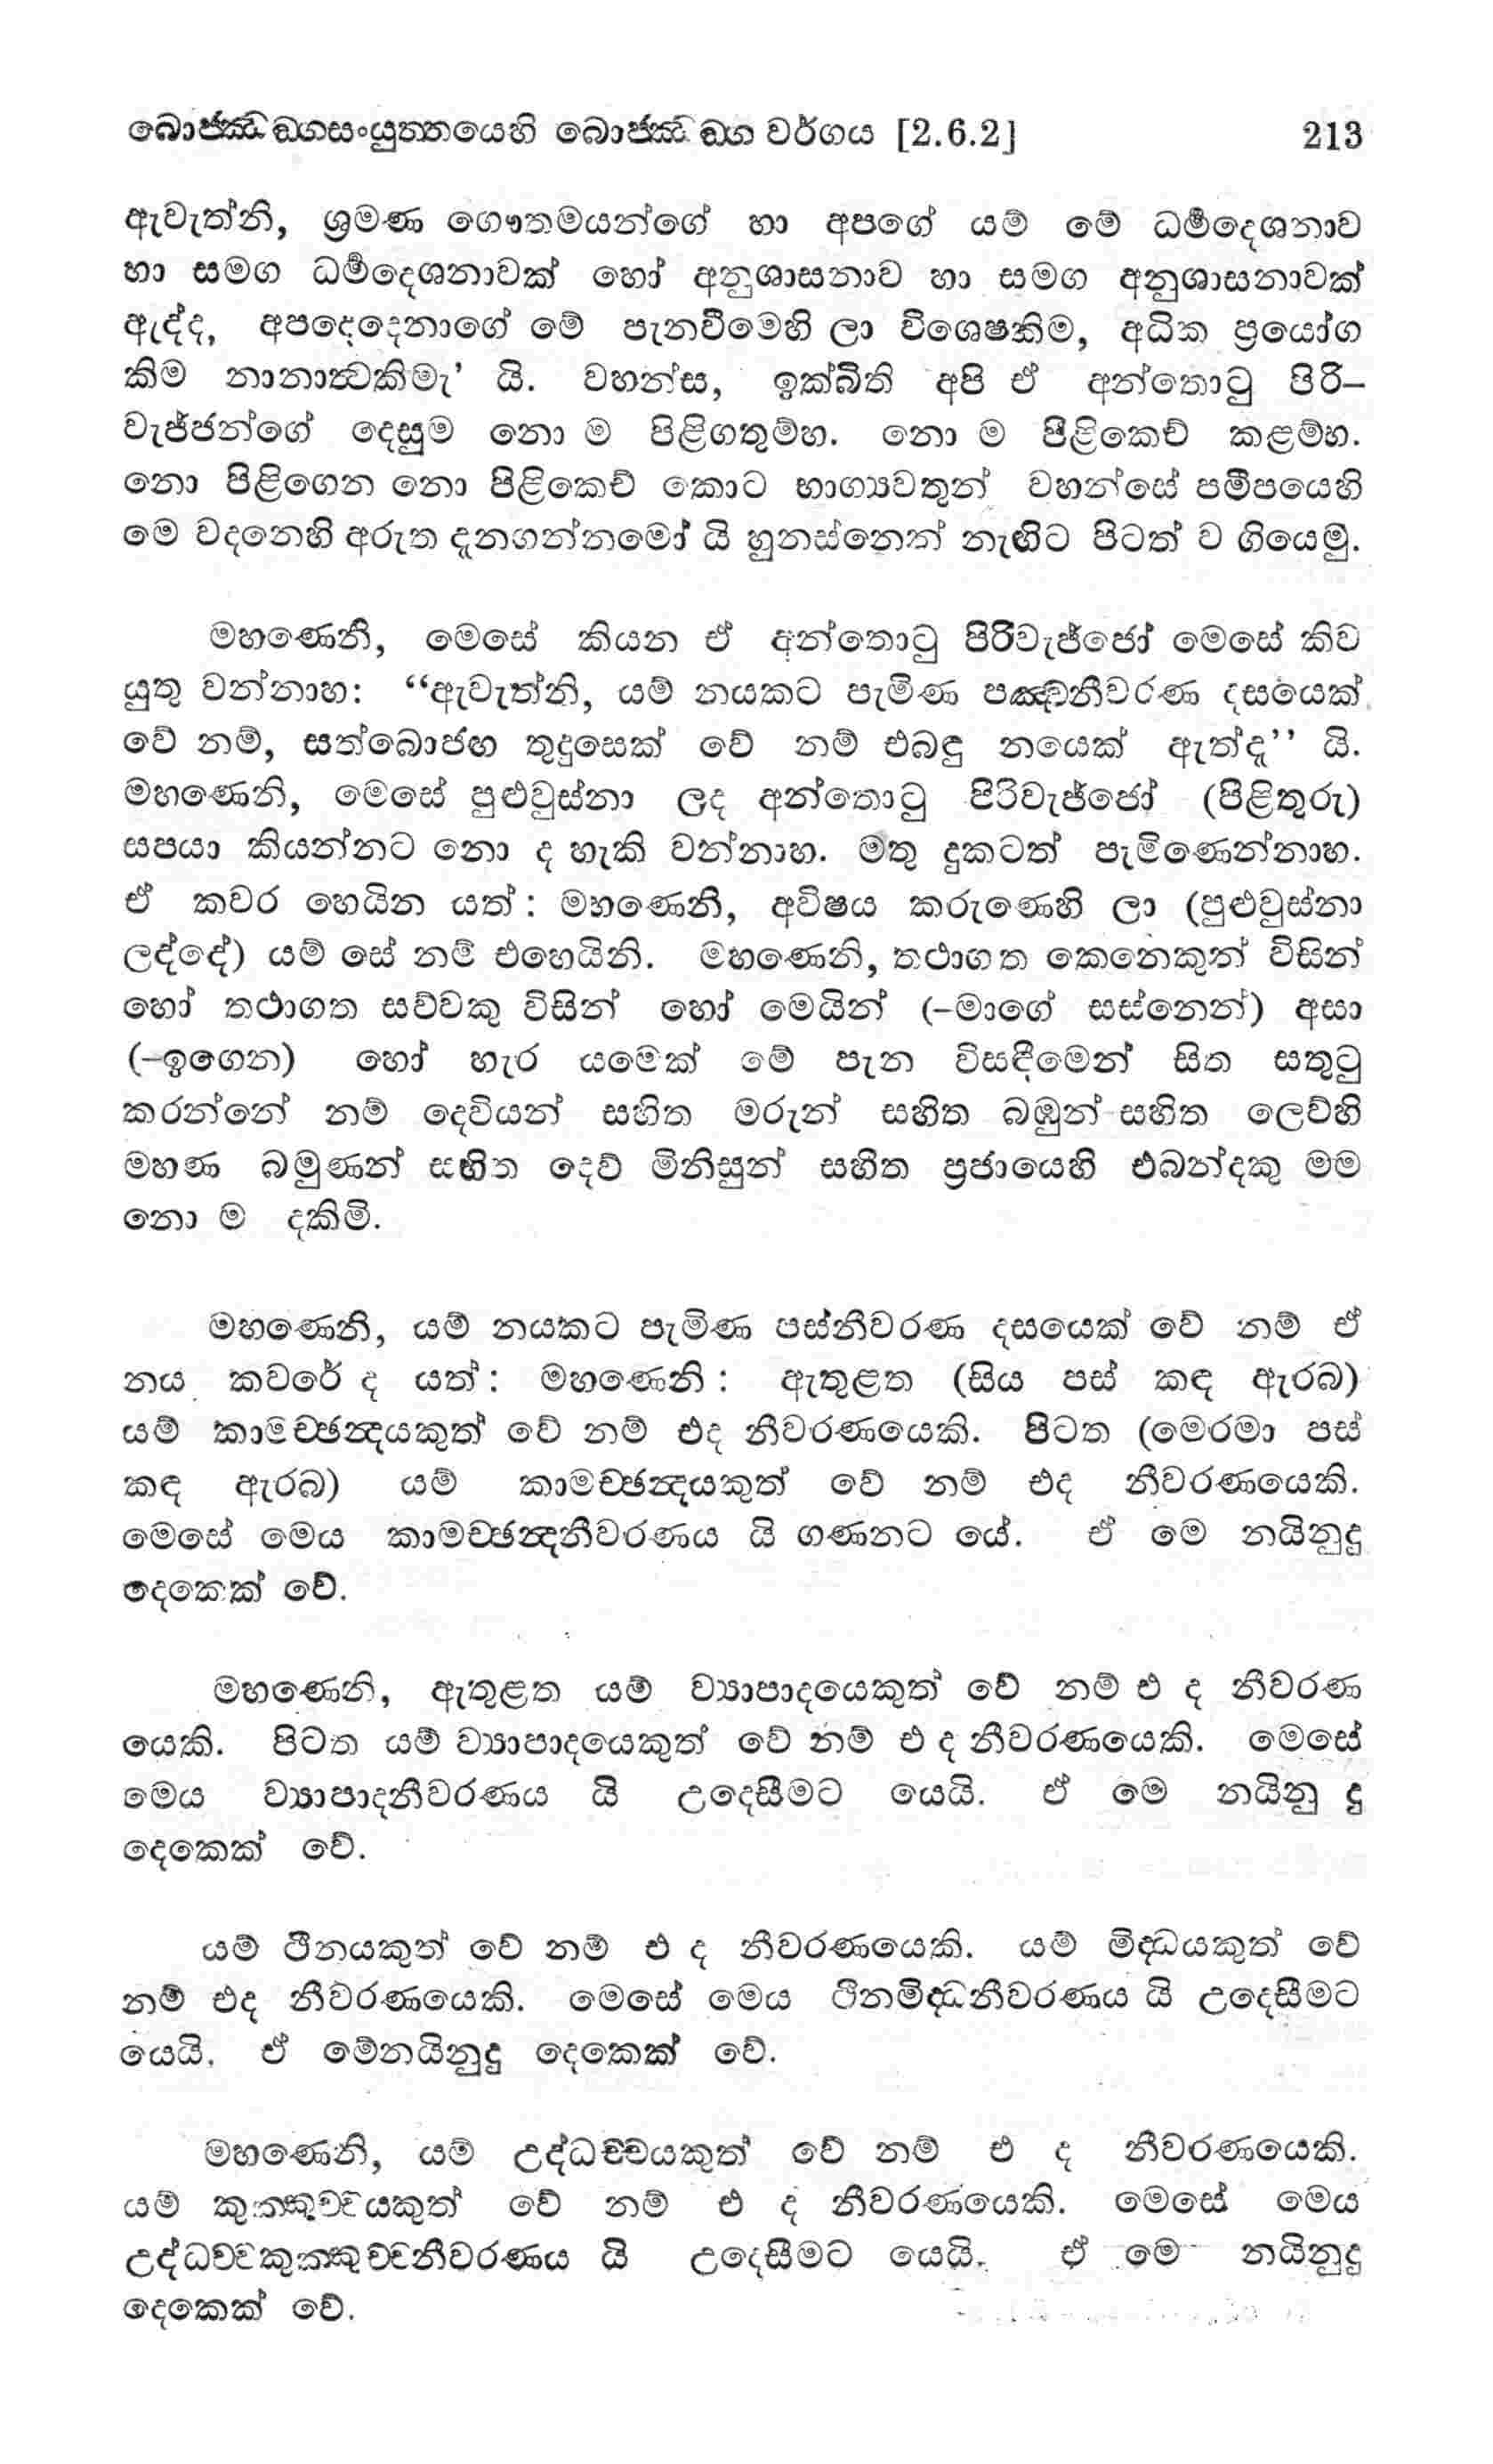 බොජ්ඣඞ්ගසංයුත්තයෙහි බොජ්ඣඞ්ග වර්ගය [2.6.2] 213
ඇවැත්නි, ශ්‍රමණ ගෞතමයන්ගේ හා අපගේ යම් මේ ධර්‍මදෙශනාව
හා සමග ධර්‍මදෙශනාවක් හෝ අනුශාසනාව හා සමග අනුශාසනාවක්
ඇද්ද, අපදෙදෙනාගේ මේ පැනවීමෙහි ලා විශෙෂකිම, අධික ප්‍රයෝග
කිම නානාත්‍වකිමැ’ යි. වහන්ස, ඉක්බිති අපි ඒ අන්තොටු පිරි–
වැජ්ජන්ගේ දෙසුම නො ම පිළිගතුම්හ. නො ම පිළිකෙව් කළම්හ.
නො පිළිගෙන නො පිළිකෙව් කොට භාග්‍යවතුන් වහන්සේ පමීපයෙහි
මෙ වදනෙහි අරුත දැනගන්නමෝ යි හුනස්නෙන් නැඟිට පිටත් ව ගියෙමු.
මහණෙනි, මෙසේ කියන ඒ අන්තොටු පිරිවැජ්ජෝ මෙසේ කිව
යුතු වන්නාහ: “ඇවැත්නි, යම් නයකට පැමිණ පඤ්චනීවරණ දසයෙක්
වේ නම්, සත්බොජඟ තුදුසෙක් වේ නම් එබඳු නයෙක් ඇත්දැ’’ යි.
මහණෙනි, මෙසේ පුළුවුස්නා ලද අන්තොටු පිරිවැජ්ජෝ (පිළිතුරු)
සපයා කියන්නට නො ද හැකි වන්නාහ. මතු දුකටත් පැමිණෙන්නාහ.
ඒ කවර හෙයින යත්: මහණෙනි, අවිෂය කරුණෙහි ලා (පුළුවුස්නා
ලද්දේ) යම් සේ නම් එහෙයිනි. මහණෙනි, තථාගත කෙනෙකුන් විසින්
හෝ තථාගත සව්වකු විසින් හෝ මෙයින් (–මාගේ සස්නෙන්) අසා
(–ඉගෙන) හෝ හැර යමෙක් මේ පැන විසඳීමෙන් සිත සතුටු
කරන්නේ නම් දෙවියන් සහිත මරුන් සහිත බඹුන් සහිත ලෙව්හි
මහණ බමුණන් සහිත දෙව් මිනිසුන් සහිත ප්‍රජායෙහි එබන්දකු මම
නො ම දකිමි.
මහණෙනි, යම් නයකට පැමිණ පස්නීවරණ දසයෙක් වේ නම් ඒ
නය කවරේ ද යත්: මහණෙනි: ඇතුළත (සිය පස් කඳ ඇරබ)
යම් කාමච්ඡන්‍දයකුත් වේ නම් එද නීවරණයෙකි. පිටත (මෙරමා පස්
කඳ ඇරබ) යම් කාමච්ඡන්‍දයකුත් වේ නම් එද නීවරණයෙකි.
මෙසේ මෙය කාමච්ඡන්‍දනීවරණය යි ගණනට යේ. ඒ මෙ නයිනුදු
දෙකෙක් වේ.
මහණෙනි, ඇතුළත යම් ව්‍යාපාදයෙකුත් වේ නම් එ ද නීවරණ
යෙකි. පිටත යම් ව්‍යාපාදයෙකුත් වේ නම් එ ද නීවරණයෙකි. මෙසේ
මෙය ව්‍යාපාදනීවරණය යි උදෙසීමට යෙයි. ඒ මෙ නයිනු දු
දෙකෙක් වේ.
යම් ථීනයකුත් වේ නම් එ ද නීවරණයෙකි. යම් මිද්‍ධයකුත් වේ
නම් එද නීවරණයෙකි. මෙසේ මෙය ථිනමිද්‍ධනීවරණය යි උදෙසීමට
යෙයි. ඒ මේනයිනුදු දෙකෙක් වේ.
මහණෙනි, යම් උද්ධච්චයකුත් වේ නම් එ ද නීවරණයෙකි.
යම් කුක්කුච්චයකුත් වේ නම් එ ද නීවරණයෙකි. මෙසේ මෙය
උද්ධච්චකුක්කුච්චනීවරණය යි උදෙසීමට යෙයි. ඒ මෙ නයිනුදු
දෙකෙක් වේ.